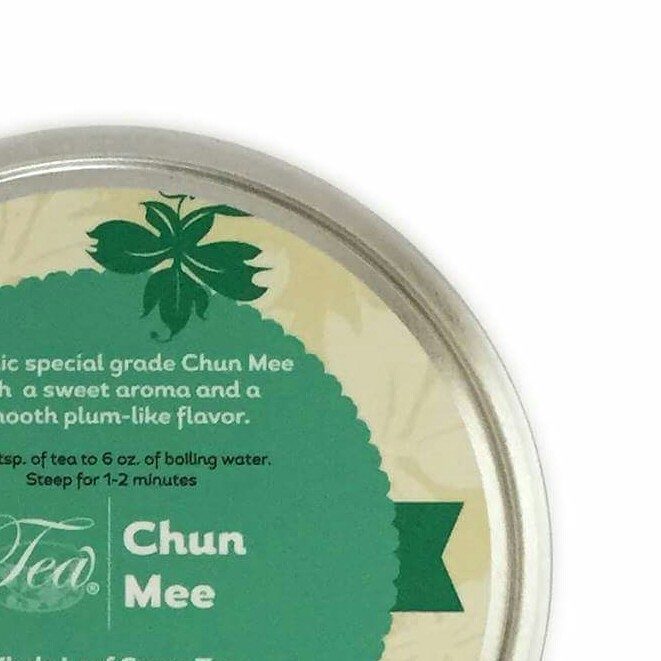 special grade Chun Mee
a sweet aroma and a
plum-like flavor.
tsp. of tea to 6 oz. of boiling water.
Steep for 1-2 minutes
Tea®
Chun
Mee